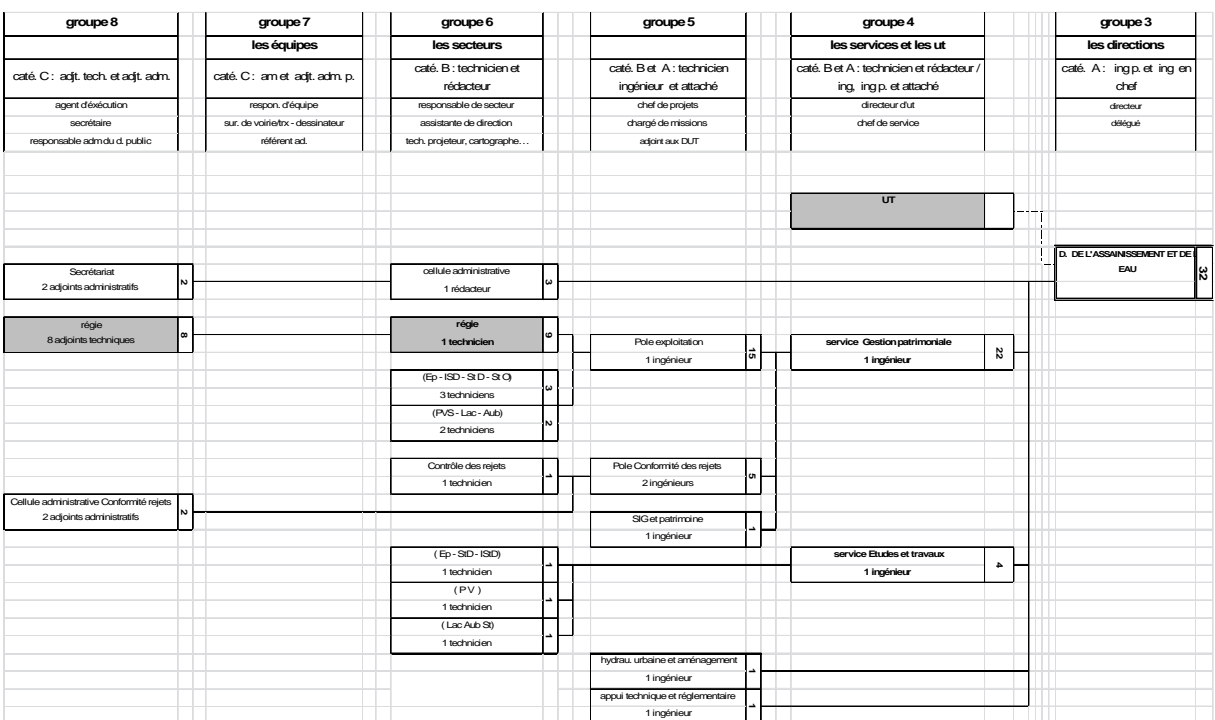 groupe 8 groupe 7 groupe 6 groupe 5 groupe 4 groupe 3
les équipes les secteurs les services et les ut les directions
caté. C : adjt. tech. et adjt. adm.
caté. C : am et adjt. adm. p.
caté. B : technicien et
rédacteur
caté. B et A : technicien
ingénieur et attaché
caté. B et A : technicien et rédacteur /
ing, ing p. et attaché
caté. A : ing p. et ing en
chef
agent d'éxécution
secrétaire
responsable adm du d. public
respon. d'équipe
sur. de voirie/trx - dessinateur
référent ad.
responsable de secteur
assistante de direction
tech. projeteur, cartographe…
chef de projets
chargé de missions
adjoint aux DUT
directeur d'ut
chef de service
directeur
délégué
UT
D. DE L'ASSAINISSEMENT ET DE L
EAU
32
Secrétariat
2 adjoints administratifs
2
cellule administrative
1 rédacteur
3
régie
8 adjoints techniques
8
régie
1 technicien
9
Pole exploitation
1 ingénieur
15
service Gestion patrimoniale
1 ingénieur
22
(Ep - ISD - St D - St O)
3 techniciens
3
(PVS - Lac - Aub)
2 techniciens
2
Contrôle des rejets
1 technicien
1
Pole Conformité des rejets
2 ingénieurs
5
Cellule administrative Conformité rejets
2 adjoints administratifs
2
SIG et patrimoine
1 ingénieur
1
( Ep - StD - IStD)
1 technicien
1
service Etudes et travaux
1 ingénieur
4
( P V )
1 technicien
1
( Lac Aub St)
1 technicien
1
hydrau. urbaine et aménagement
1 ingénieur
1
appui technique et réglementaire
1 ingénieur
1